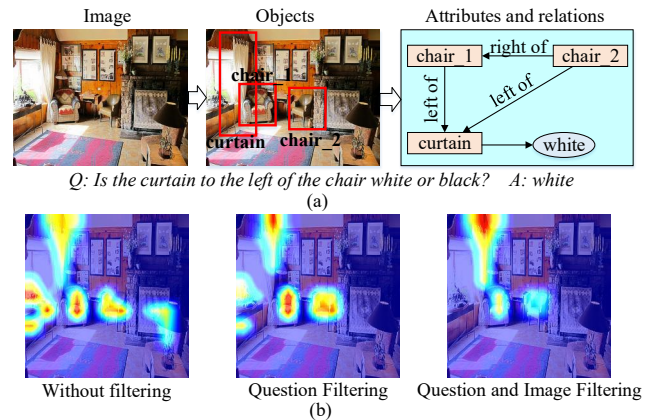 Image Objects Attributes and relations
chair_1 right of chair_2
chair_1
left of left of
curtain chair_2
curtain white
Q: Is the curtain to the left of the chair white or black? A: white
(a)
Without filtering Question Filtering Question and Image Filtering
(b)